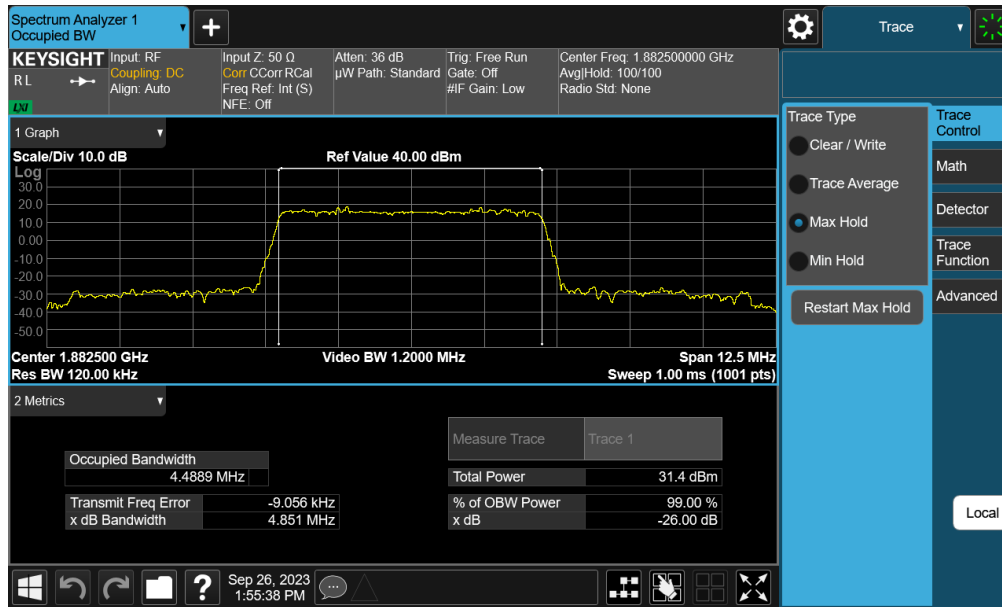 Spectrum Analyzer 1
Occupied BW
+
Trace
KEYSIGHT
R L
LXI
Input: RF
Coupling: DC
Align: Auto
Input Z: 50 Ω
Corr CCorr RCal
Freq Ref: Int (S)
NFE: Off
Atten: 36 dB
µW Path: Standard
Trig: Free Run
Gate: Off
#IF Gain: Low
Center Freq: 1.882500000 GHz
Avg|Hold: 100/100
Radio Std: None
1 Graph
Scale/Div 10.0 dB
Ref Value 40.00 dBm
Log
30.0
20.0
10.0
0.00
-10.0
-20.0
-30.0
-40.0
-50.0
Center 1.882500 GHz
Video BW 1.2000 MHz
Span 12.5 MHz
Res BW 120.00 kHz
Sweep 1.00 ms (1001 pts)
2 Metrics
Measure Trace
Trace 1
Occupied Bandwidth
4.4889 MHz
Total Power
31.4 dBm
Transmit Freq Error
-9.056 kHz
% of OBW Power
99.00 %
x dB Bandwidth
4.851 MHz
x dB
-26.00 dB
Trace Type
Clear / Write
Trace Average
Max Hold
Min Hold
Restart Max Hold
Trace
Control
Math
Detector
Trace
Function
Advanced
Local
?
Sep 26, 2023
1:55:38 PM